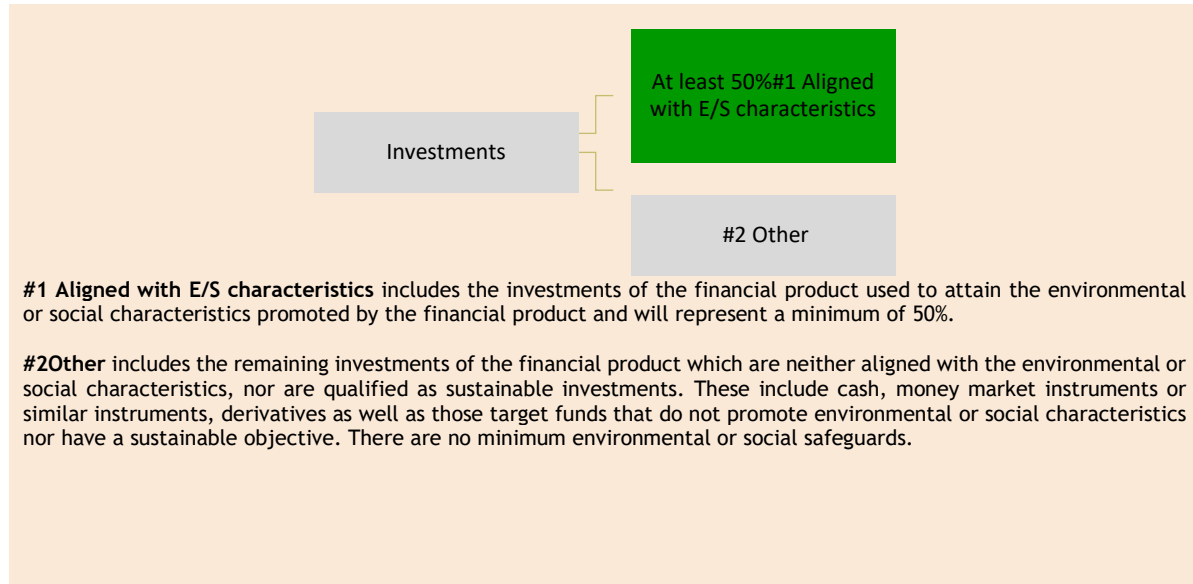 At least 50%#1 Aligned
with E/S characteristics
Investments
#2 Other
#1 Aligned with E/S characteristics includes the investments of the financial product used to attain the environmental
or social characteristics promoted by the financial product and will represent a minimum of 50%.
#2Other includes the remaining investments of the financial product which are neither aligned with the environmental or
social characteristics, nor are qualified as sustainable investments. These include cash, money market instruments or
similar instruments, derivatives as well as those target funds that do not promote environmental or social characteristics
nor have a sustainable objective. There are no minimum environmental or social safeguards.